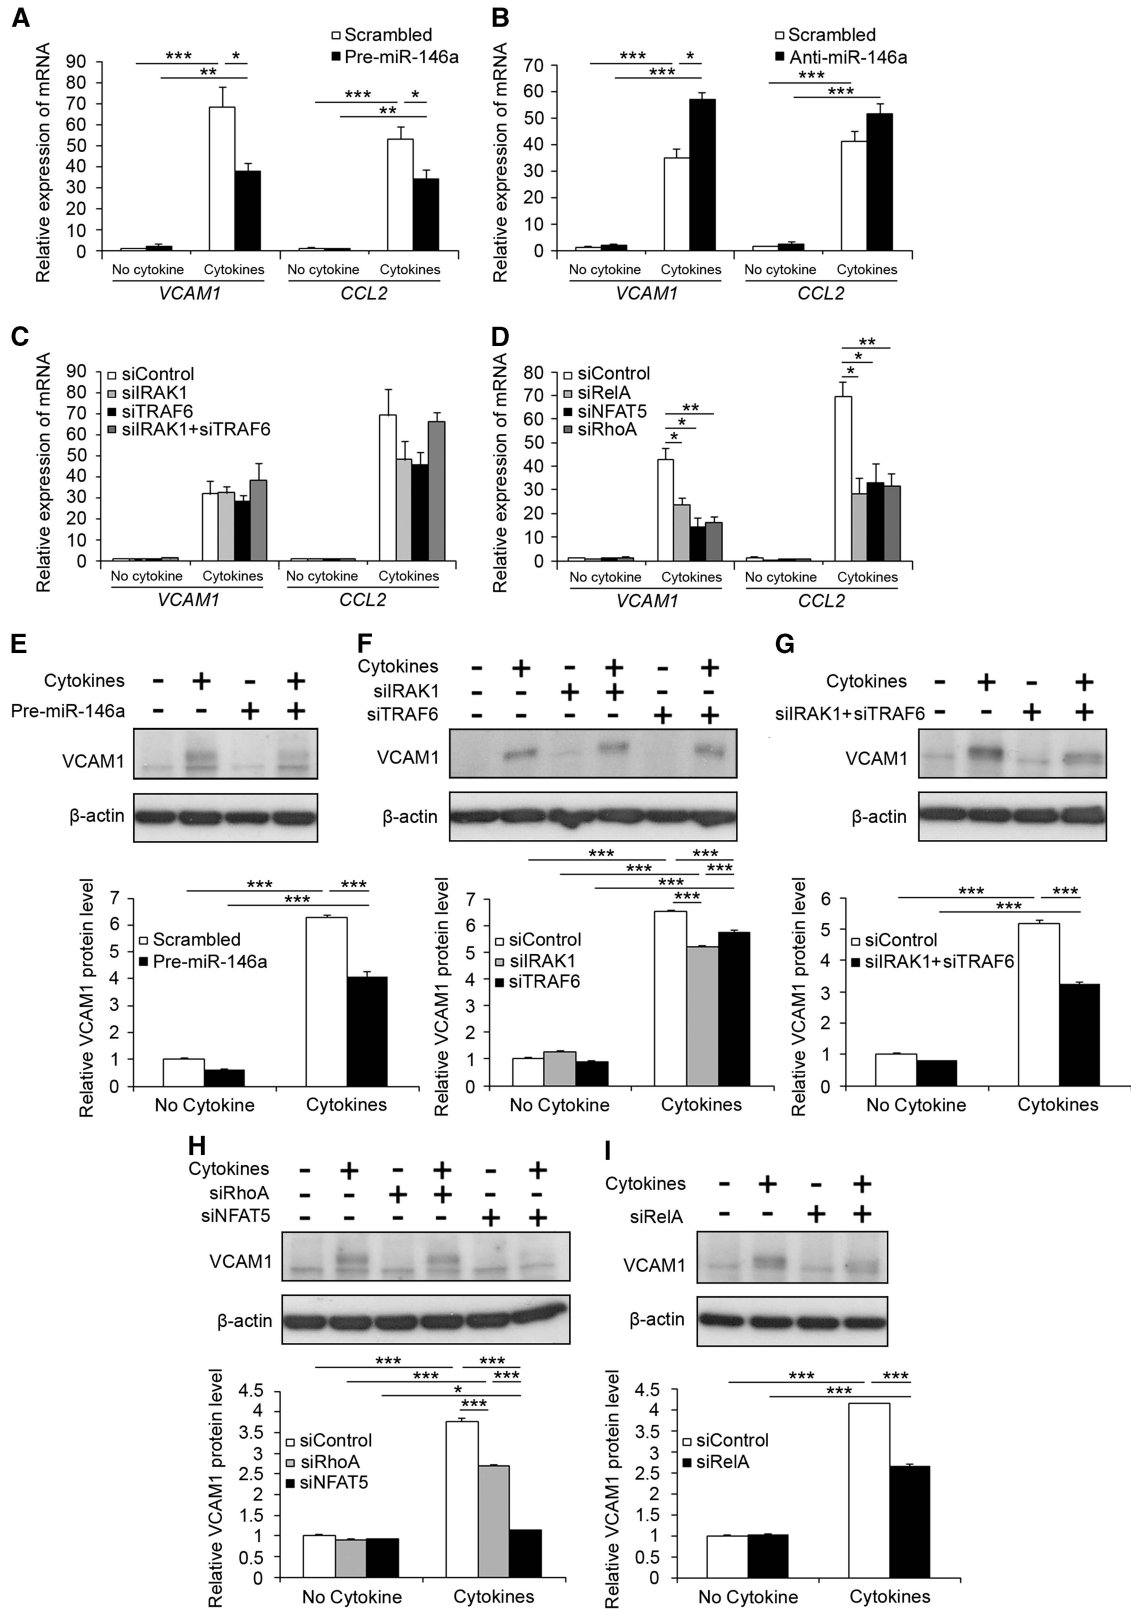 A
Scrambled
Pre-miR-146a
*** *
**
*** *
**
Relative expression of mRNA
90
80
70
60
50
40
30
20
10
0
No cytokine Cytokines No cytokine Cytokines
VCAM1 CCL2
B
Scrambled
Anti-miR-146a
*** *
***
***
***
Relative expression of mRNA
70
60
50
40
30
20
10
0
No cytokine Cytokines No cytokine Cytokines
VCAM1 CCL2
C
siControl
siIRAK1
siTRAF6
siIRAK1+siTRAF6
Relative expression of mRNA
90
80
70
60
50
40
30
20
10
0
No cytokine Cytokines No cytokine Cytokines
VCAM1 CCL2
D
siControl
siRelA
siNFAT5
siRhoA
**
*
*
**
*
*
Relative expression of mRNA
80
70
60
50
40
30
20
10
0
No cytokine Cytokines No cytokine Cytokines
VCAM1 CCL2
E
Cytokines - + - +
Pre-miR-146a - - + +
VCAM1
β-actin
*** ***
***
Scrambled
Pre-miR-146a
Relative VCAM1 protein level
7
6
5
4
3
2
1
0
No Cytokine Cytokines
F
Cytokines - + - + - +
siIRAK1 - - + + - -
siTRAF6 - - - - + +
VCAM1
β-actin
*** ***
*** ***
***
***
siControl
siIRAK1
siTRAF6
Relative VCAM1 protein level
7
6
5
4
3
2
1
0
No Cytokine Cytokines
G
Cytokines - + - +
siIRAK1+siTRAF6 - - + +
VCAM1
β-actin
*** ***
***
siControl
siIRAK1+siTRAF6
Relative VCAM1 protein level
6
5
4
3
2
1
0
No Cytokine Cytokines
H
Cytokines - + - + - +
siRhoA - - + + - -
siNFAT5 - - - - + +
VCAM1
β-actin
*** ***
*** ***
*
***
siControl
siRhoA
siNFAT5
Relative VCAM1 protein level
4.5
4
3.5
3
2.5
2
1.5
1
0.5
0
No Cytokine Cytokines
I
Cytokines - + - +
siRelA - - + +
VCAM1
β-actin
*** ***
***
siControl
siRelA
Relative VCAM1 protein level
4.5
4
3.5
3
2.5
2
1.5
1
0.5
0
No Cytokine Cytokines